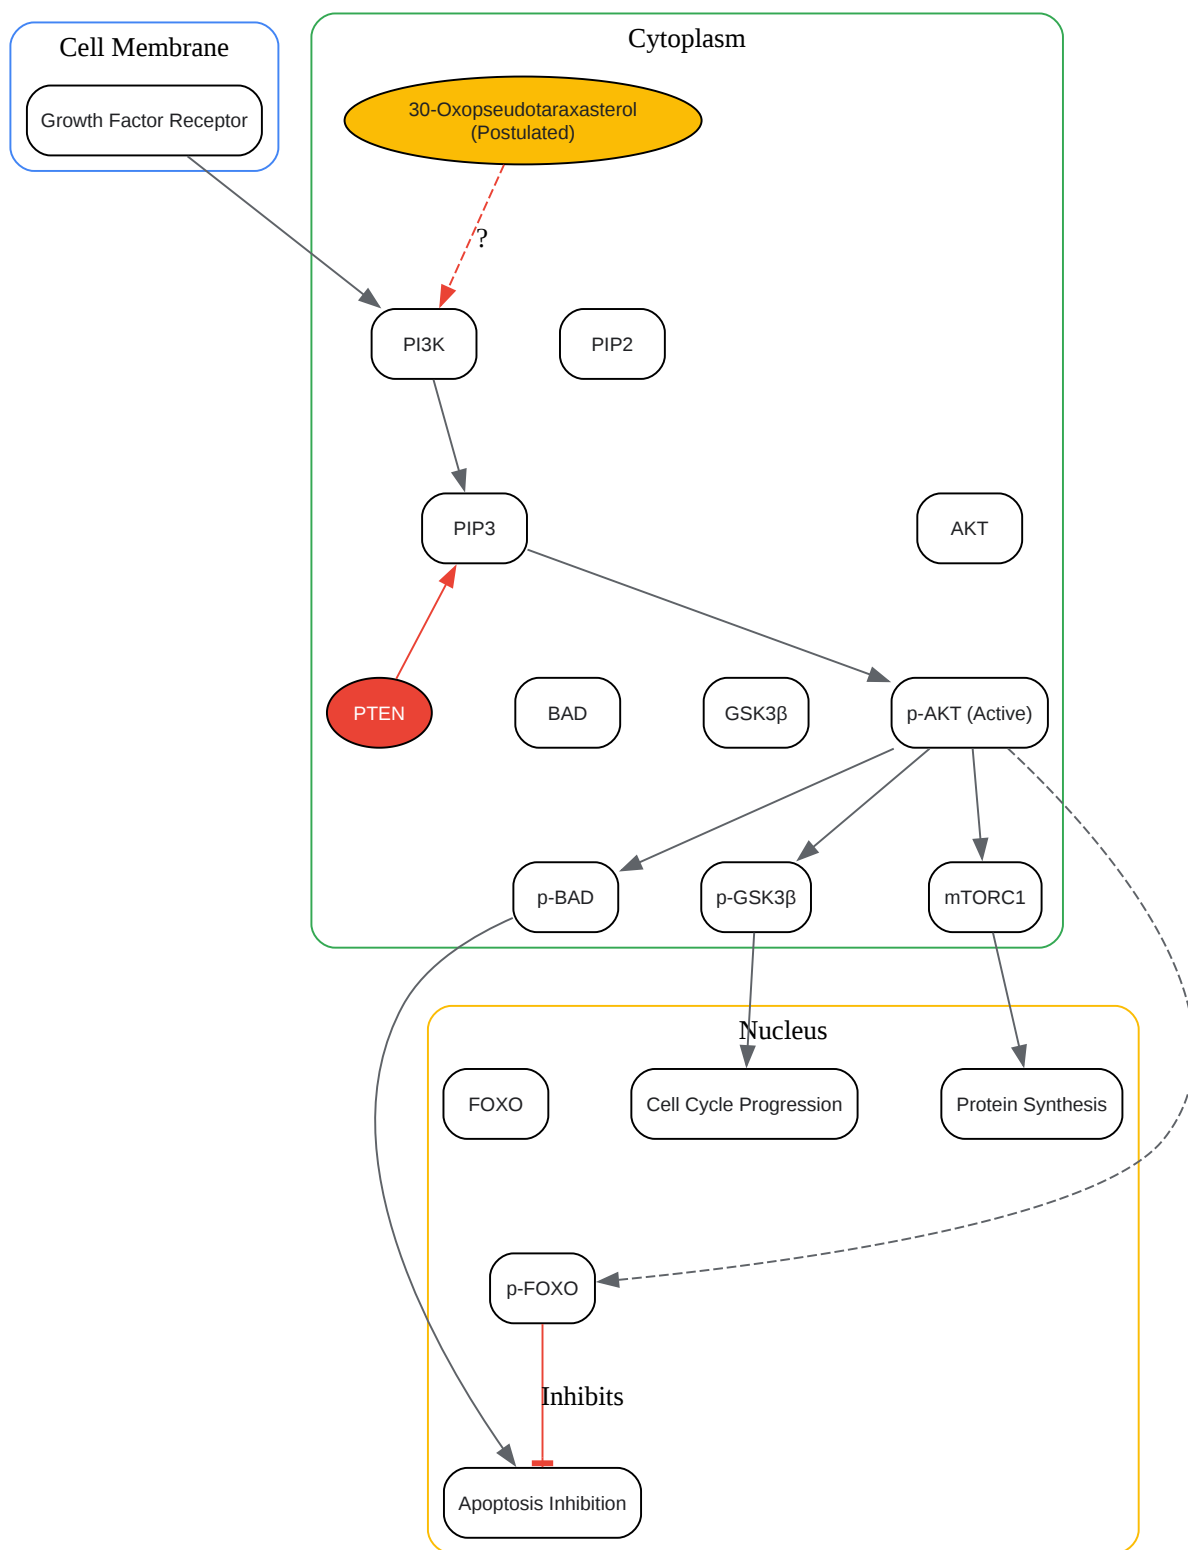 Cell Membrane
Cytoplasm
Growth Factor Receptor
30-Oxopseudotaraxasterol
(Postulated)
?
PI3K
PIP2
PIP3
AKT
PTEN
BAD
GSK3β
p-AKT (Active)
p-BAD
p-GSK3β
mTORC1
Nucleus
FOXO
Cell Cycle Progression
Protein Synthesis
p-FOXO
Inhibits
Apoptosis Inhibition